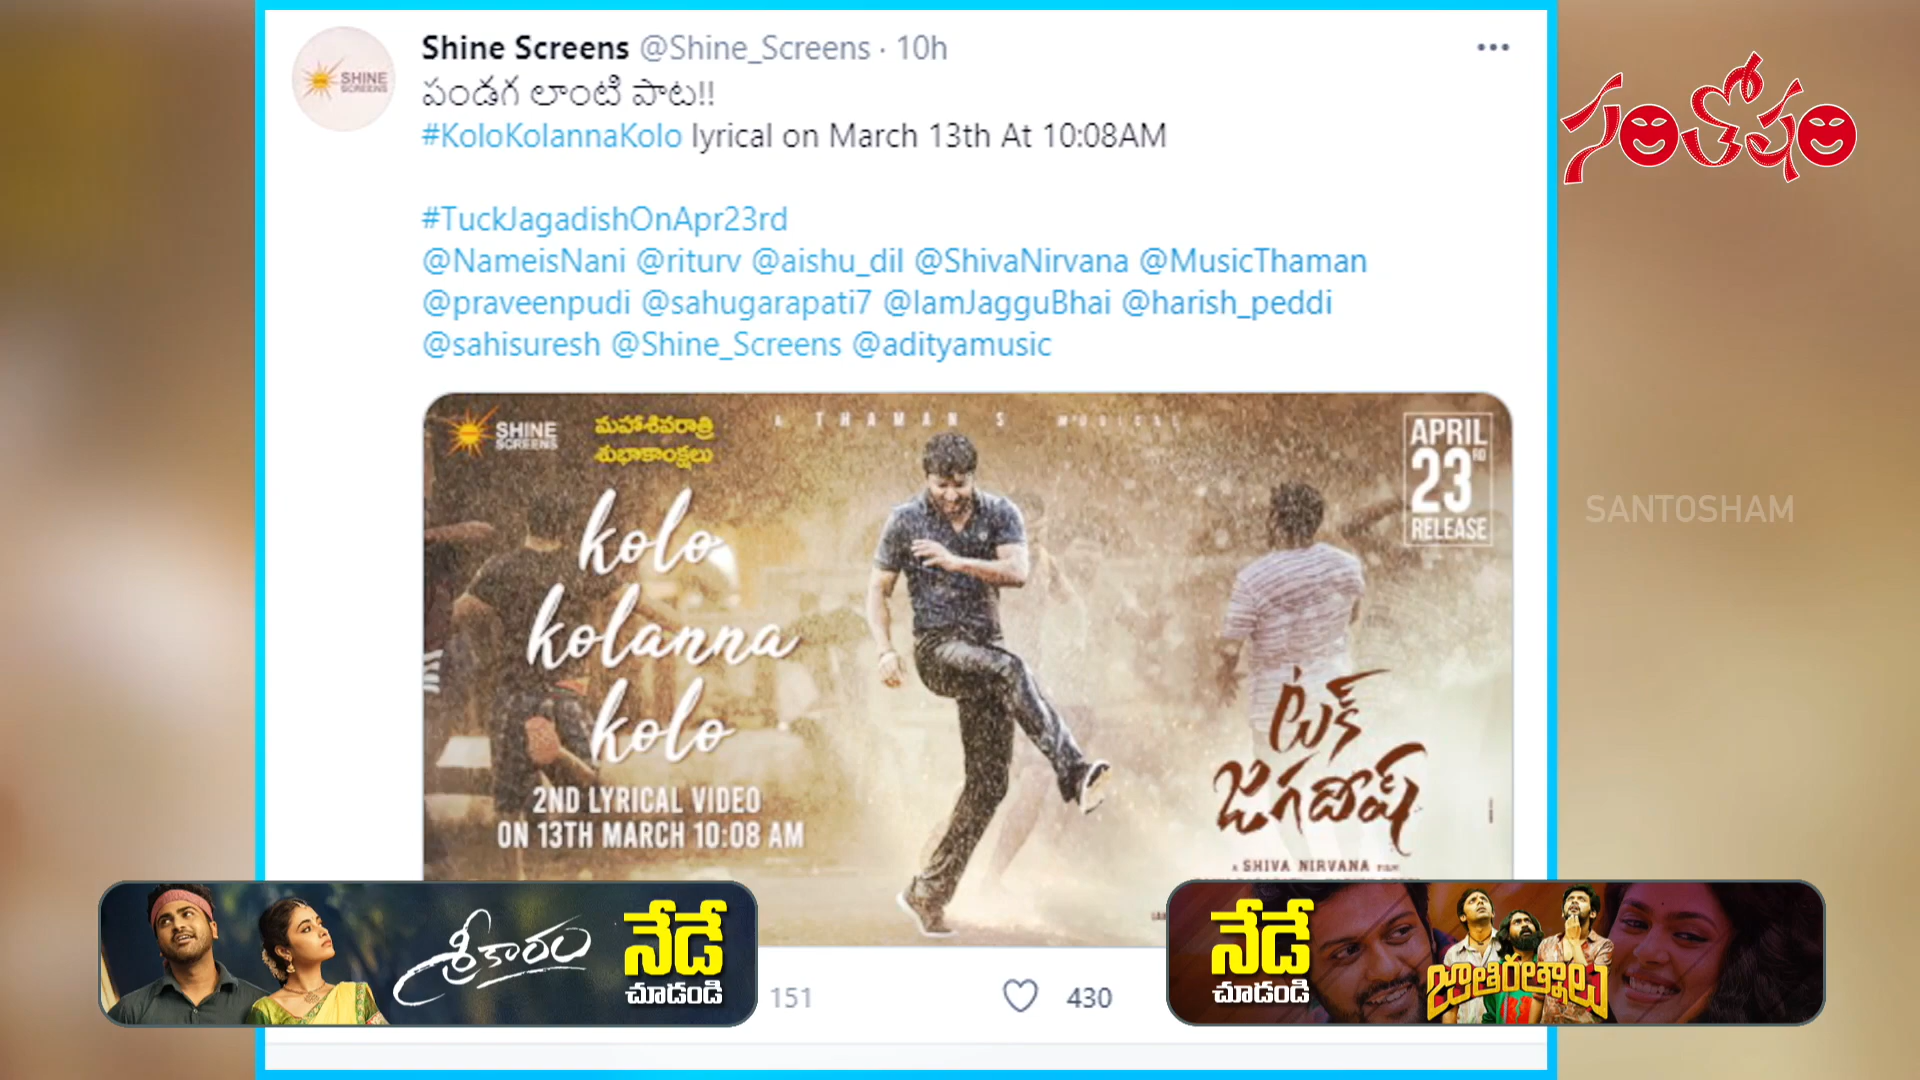 Shine Screens @Shine_Screens · 10h
పండగ లాంటి పాట!!
#KoloKolannaKolo lyrical on March 13th At 10:08AM
#TuckJagadishOnApr23rd
@NameisNani @riturv @aishu_dil @ShivaNirvana @MusicThaman
@praveenpudi @sahugarapati7 @IamJagguBhai @harish_peddi
@sahisuresh @Shine_Screens @adityamusic
SHINE
SCREENS
సంతోషం
SANTOSHAM
SHINE
SCREENS
మహాశివరాత్రి
శుభాకాంక్షలు
A THAMAN S MUSICAL
APRIL
23RD
RELEASE
kolo
kolanna
kolo
2ND LYRICAL VIDEO
ON 13TH MARCH 10:08 AM
టక్
జగదీష్
A SHIVA NIRVANA FILM
శ్రీకారం
నేడే
చూడండి
151
430
నేడే
చూడండి
జాతిరత్నాలు